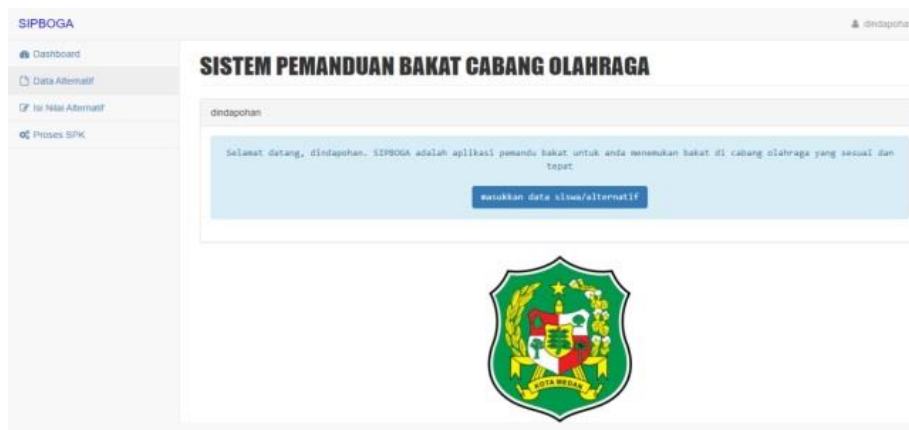 SIPBOGA
dindapohan
Dashboard
Data Alternatif
Isi Nilai Alternatif
Proses SPK
SISTEM PEMANDUAN BAKAT CABANG OLAHRAGA
dindapohan
Selamat datang, dindapohan. SIPBOGA adalah aplikasi pemandu bakat untuk anda menemukan bakat di cabang olahraga yang sesuai dan
tepat
masukkan data siswa/alternatif
KOTA MEDAN